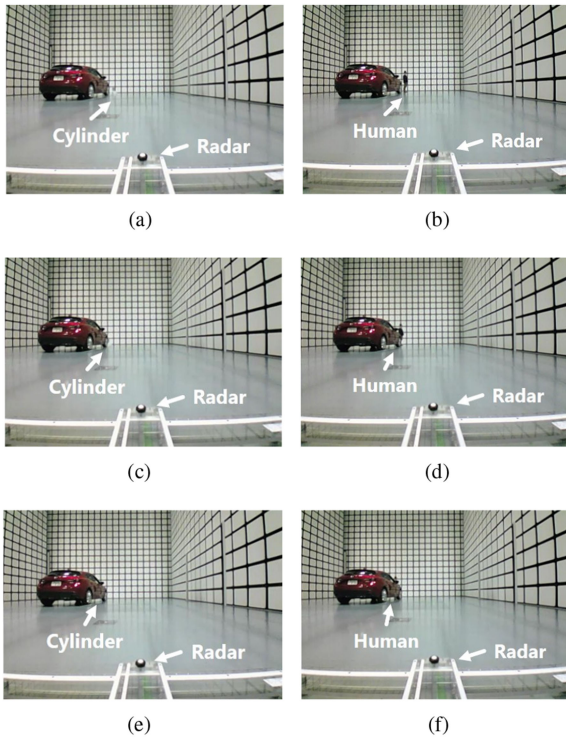 Cylinder
Radar
(a)
Human
Radar
(b)
Cylinder
Radar
(c)
Human
Radar
(d)
Cylinder
Radar
(e)
Human
Radar
(f)